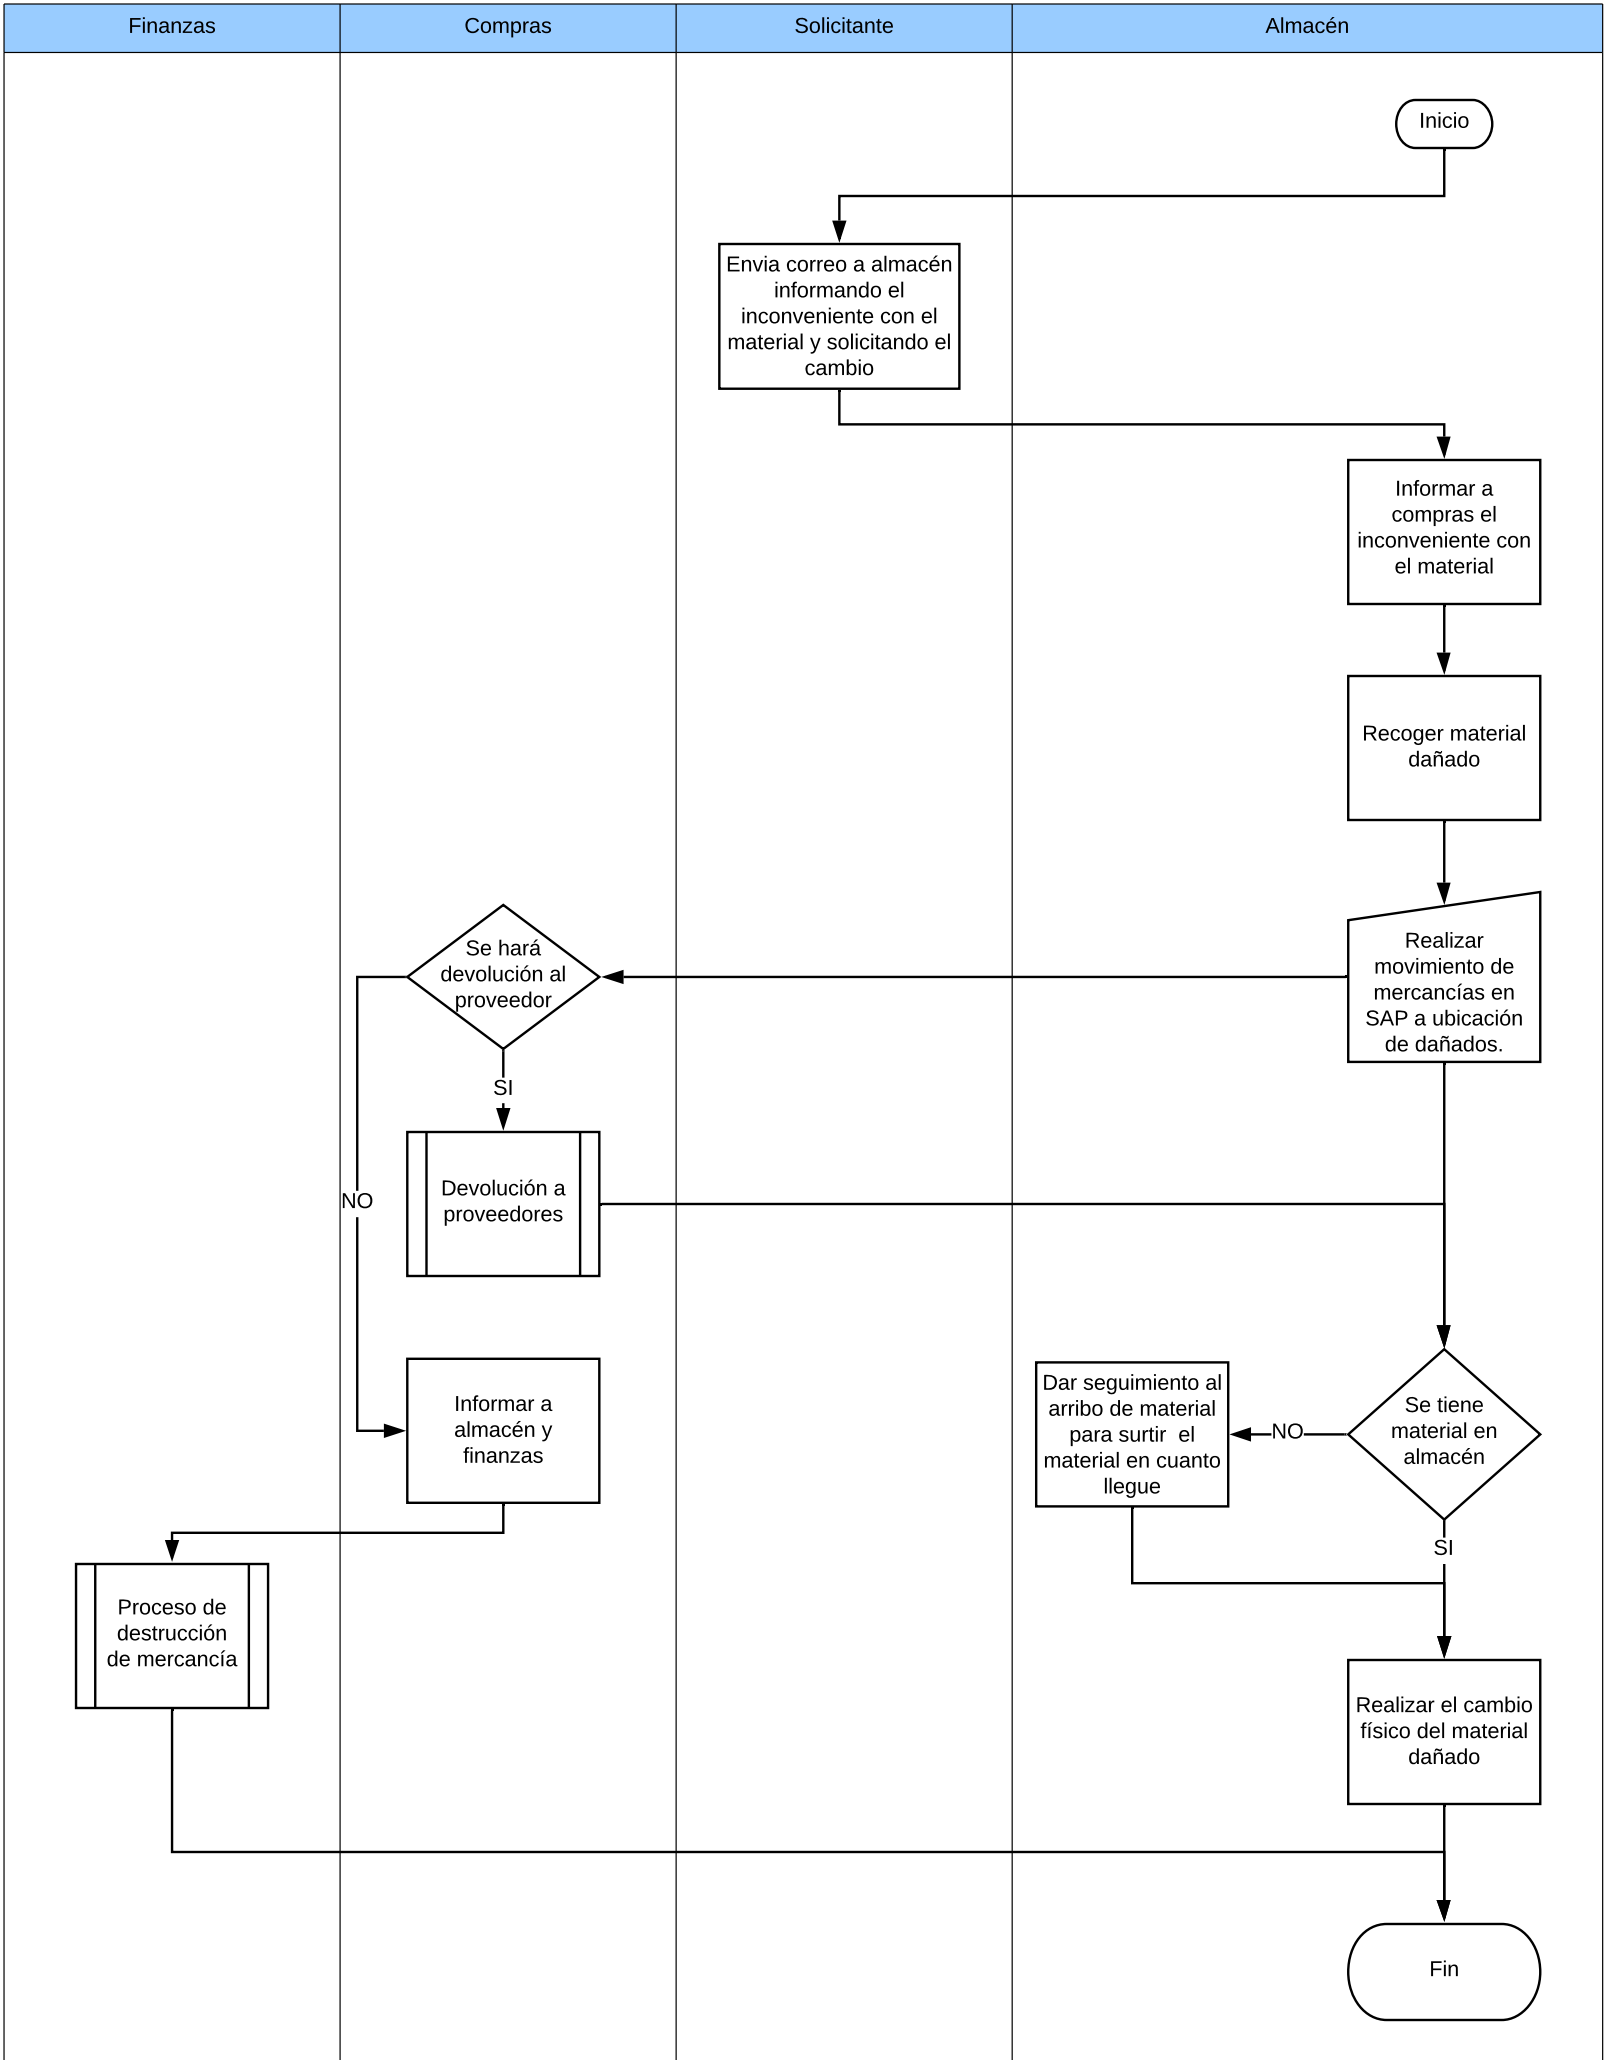 Finanzas
Compras
Solicitante
Almacén
Inicio
Envia correo a almacén
informando el
inconveniente con el
material y solicitando el
cambio
Informar a
compras el
inconveniente con
el material
Recoger material
dañado
Realizar
movimiento de
mercancías en
SAP a ubicación
de dañados.
Se hará
devolución al
proveedor
SI
NO
Devolución a
proveedores
Informar a
almacén y
finanzas
Dar seguimiento al
arribo de material
para surtir  el
material en cuanto
llegue
NO
Se tiene
material en
almacén
SI
Proceso de
destrucción
de mercancía
Realizar el cambio
físico del material
dañado
Fin